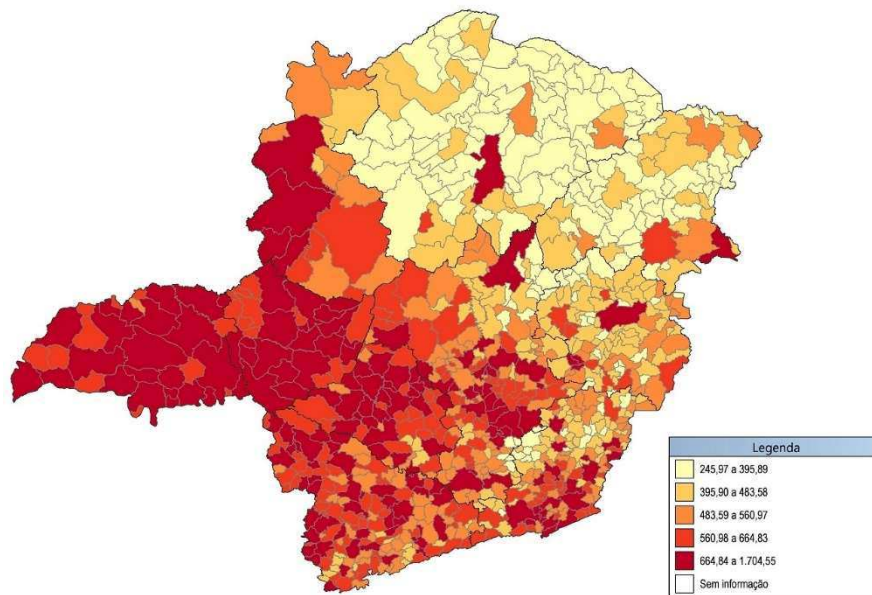 Legenda
245,97 a 395,89
395,90 a 483,58
483,59 a 560,97
560,98 a 664,83
664,84 a 1.704,55
Sem informação